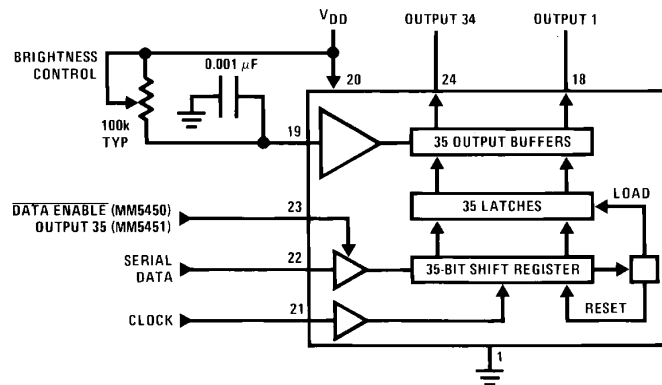 VDD
OUTPUT 34
OUTPUT 1
BRIGHTNESS
CONTROL
0.001 μF
20
24
18
100k
TYP
19
35 OUTPUT BUFFERS
DATA ENABLE (MM5450)
OUTPUT 35 (MM5451)
23
35 LATCHES
LOAD
SERIAL
DATA
22
35-BIT SHIFT REGISTER
CLOCK
21
RESET
1